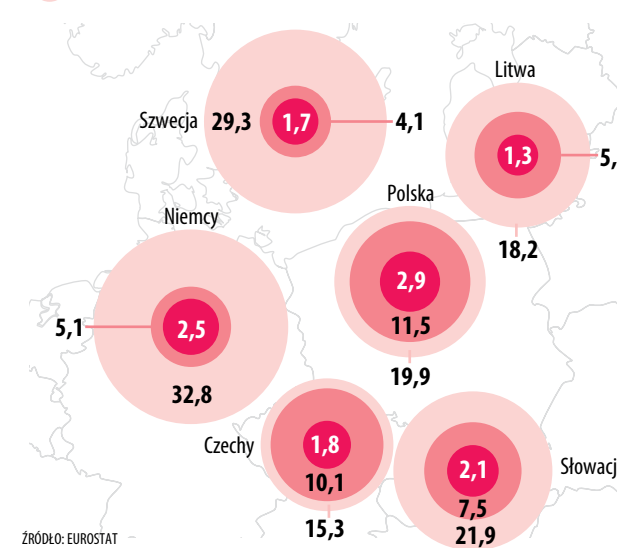 Szwecja
29,3
1,7
4,1
Litwa
1,3
5,
18,2
Polska
2,9
11,5
19,9
Niemcy
5,1
2,5
32,8
Czechy
1,8
10,1
15,3
Słowacj
2,1
7,5
21,9
ŹRÓDŁO: EUROSTAT